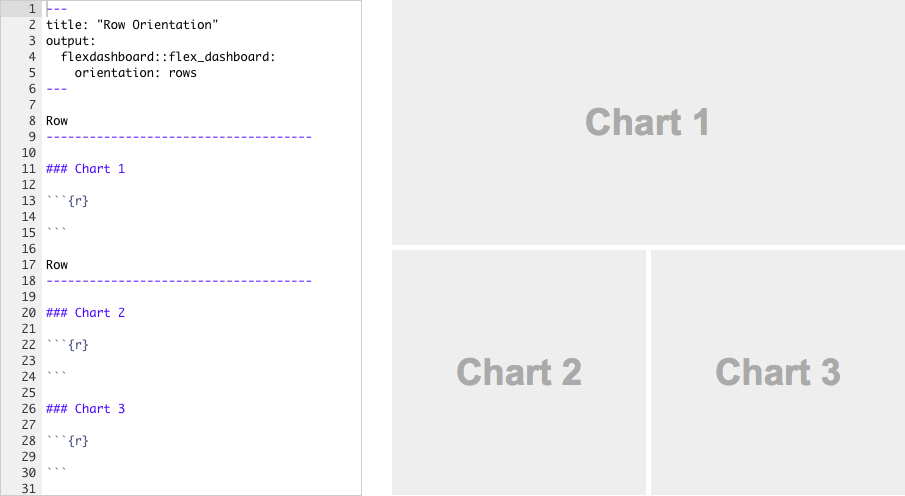 1 ---
2 title: "Row Orientation"
3 output:
4   flexdashboard::flex_dashboard:
5     orientation: rows
6 ---
7
8 Row
9 -------------------------------------
10
11 ### Chart 1
12
13 ```{r}
14
15 ```
16
17 Row
18 -------------------------------------
19
20 ### Chart 2
21
22 ```{r}
23
24 ```
25
26 ### Chart 3
27
28 ```{r}
29
30 ```
31
Chart 1
Chart 2
Chart 3